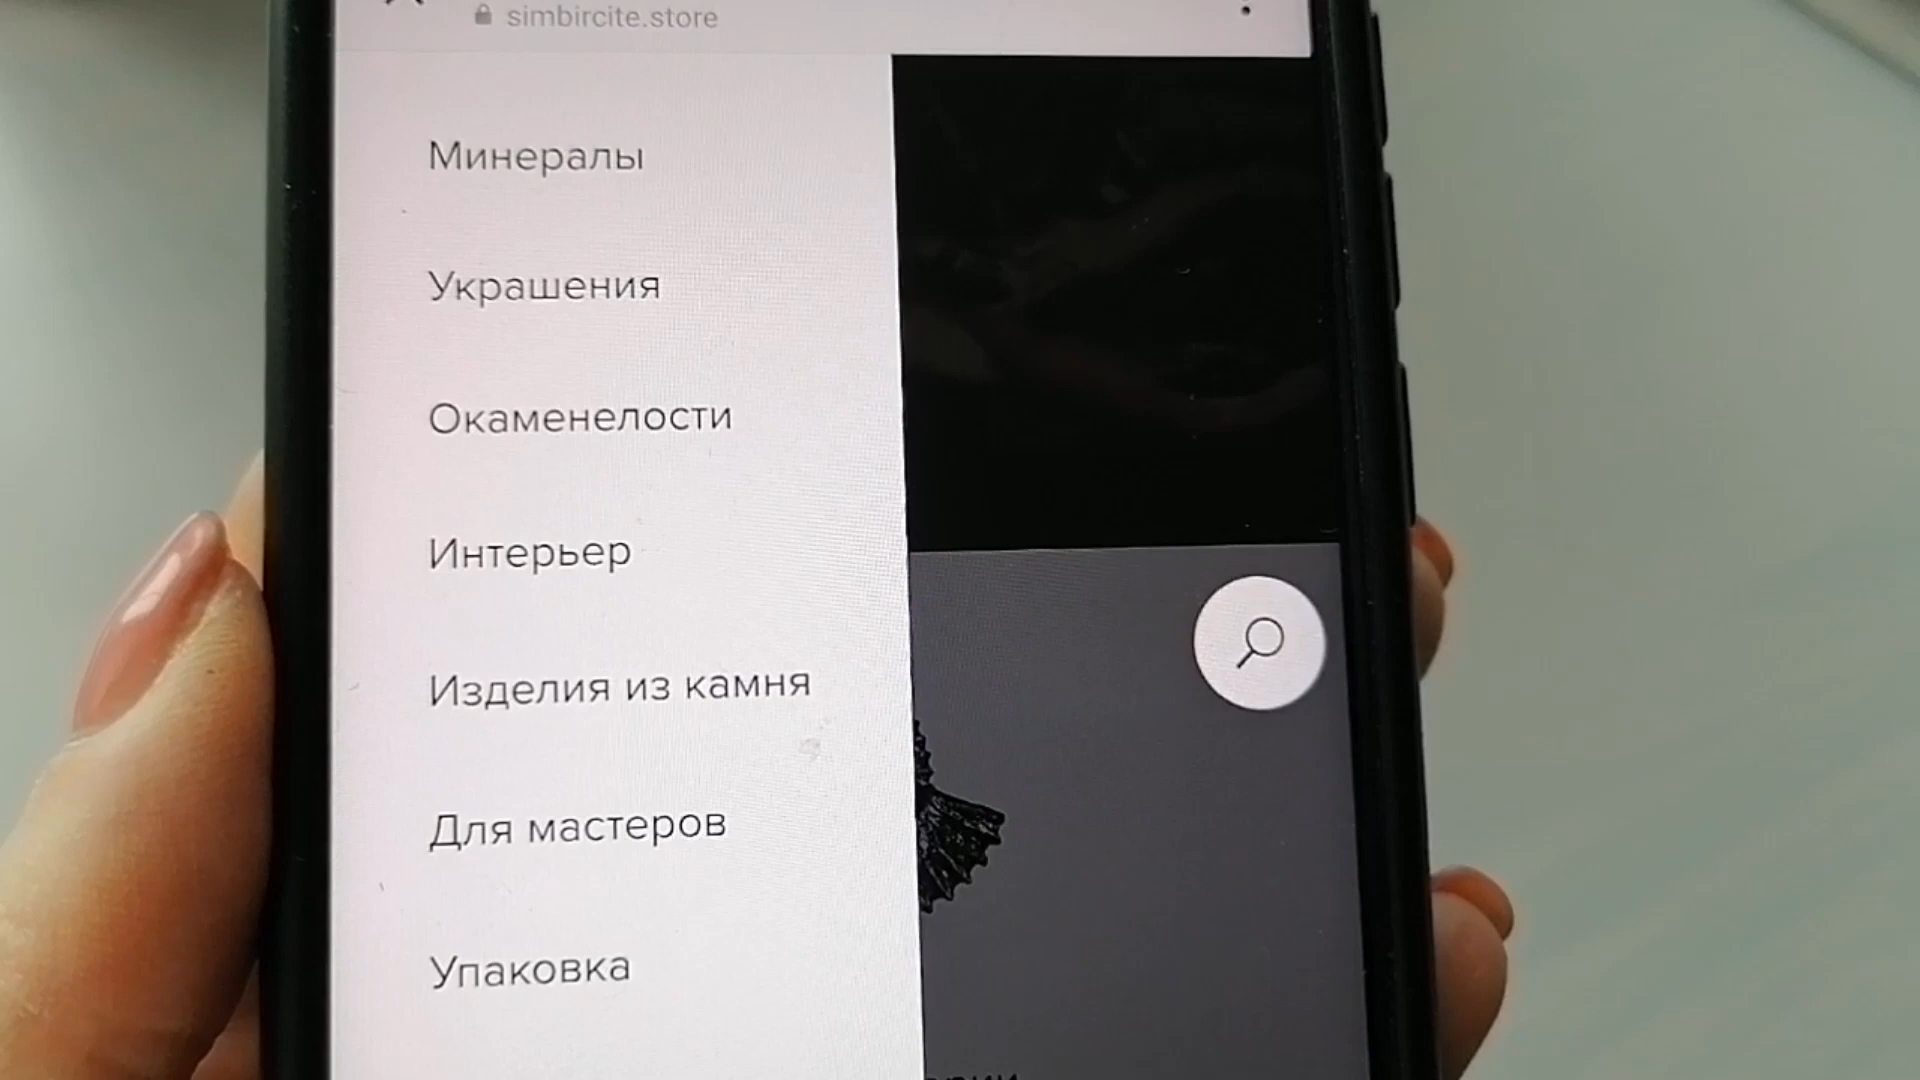 simbircite.store
Минералы
Украшения
Окаменелости
Интерьер
Изделия из камня
Для мастеров
Упаковка